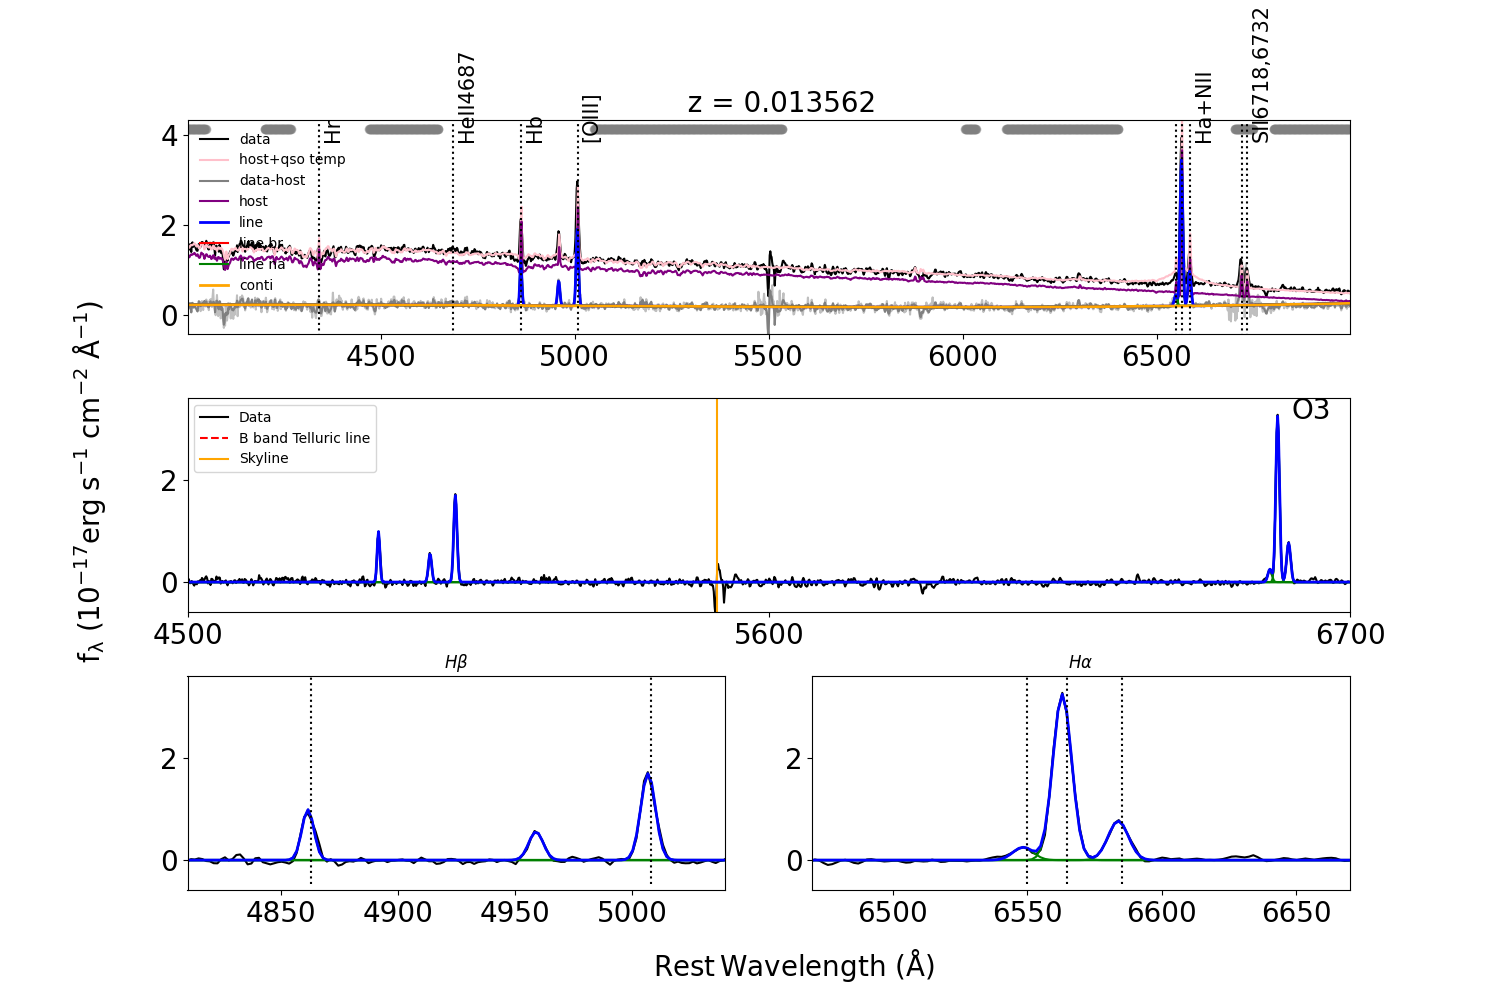 z = 0.013562
Hr
HeII4687
Hb
[OIII]
Ha+NII
SII6718,6732
data
host+qso temp
data-host
host
line
line br
line na
conti
4
2
0
4500 5000 5500 6000 6500
fλ (10⁻¹⁷erg s⁻¹ cm⁻² Å⁻¹)
Data
B band Telluric line
Skyline
O3
2
0
4500 5600 6700
Hβ
2
0
4850 4900 4950 5000
Hα
2
0
6500 6550 6600 6650
Rest Wavelength (Å)